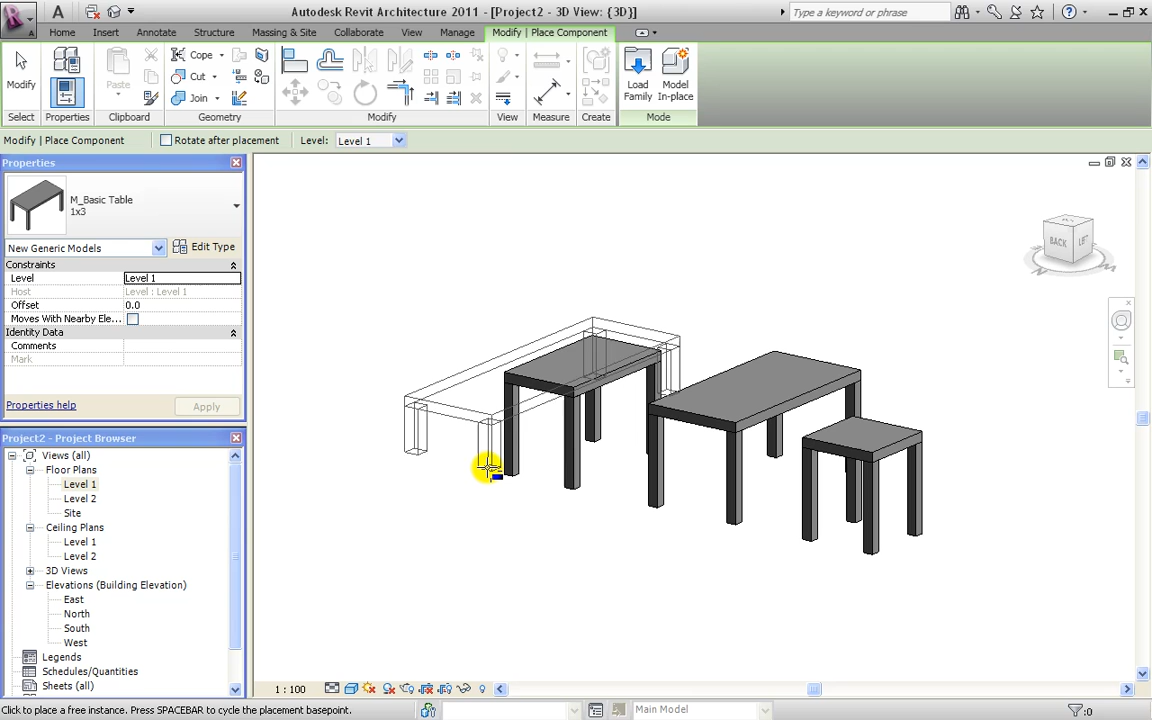 Autodesk Revit Architecture 2011 - [Project2 - 3D View: {3D}]
Type a keyword or phrase
Home Insert Annotate Structure Massing & Site Collaborate View Manage Modify | Place Component
Modify
Paste
Cope
Cut
Join
Load Family
Model In-place
Select Properties Clipboard Geometry Modify View Measure Create Mode
Modify | Place Component Rotate after placement Level: Level 1
Properties
M_Basic Table
1x3
New Generic Models Edit Type
Constraints
Level Level 1
Host Level : Level 1
Offset 0.0
Moves With Nearby Ele...
Identity Data
Comments
Mark
Properties help Apply
Project2 - Project Browser
Views (all)
Floor Plans
Level 1
Level 2
Site
Ceiling Plans
Level 1
Level 2
3D Views
Elevations (Building Elevation)
East
North
South
West
Legends
Schedules/Quantities
Sheets (all)
BACK
1 : 100
Click to place a free instance. Press SPACEBAR to cycle the placement basepoint.
Main Model
:0